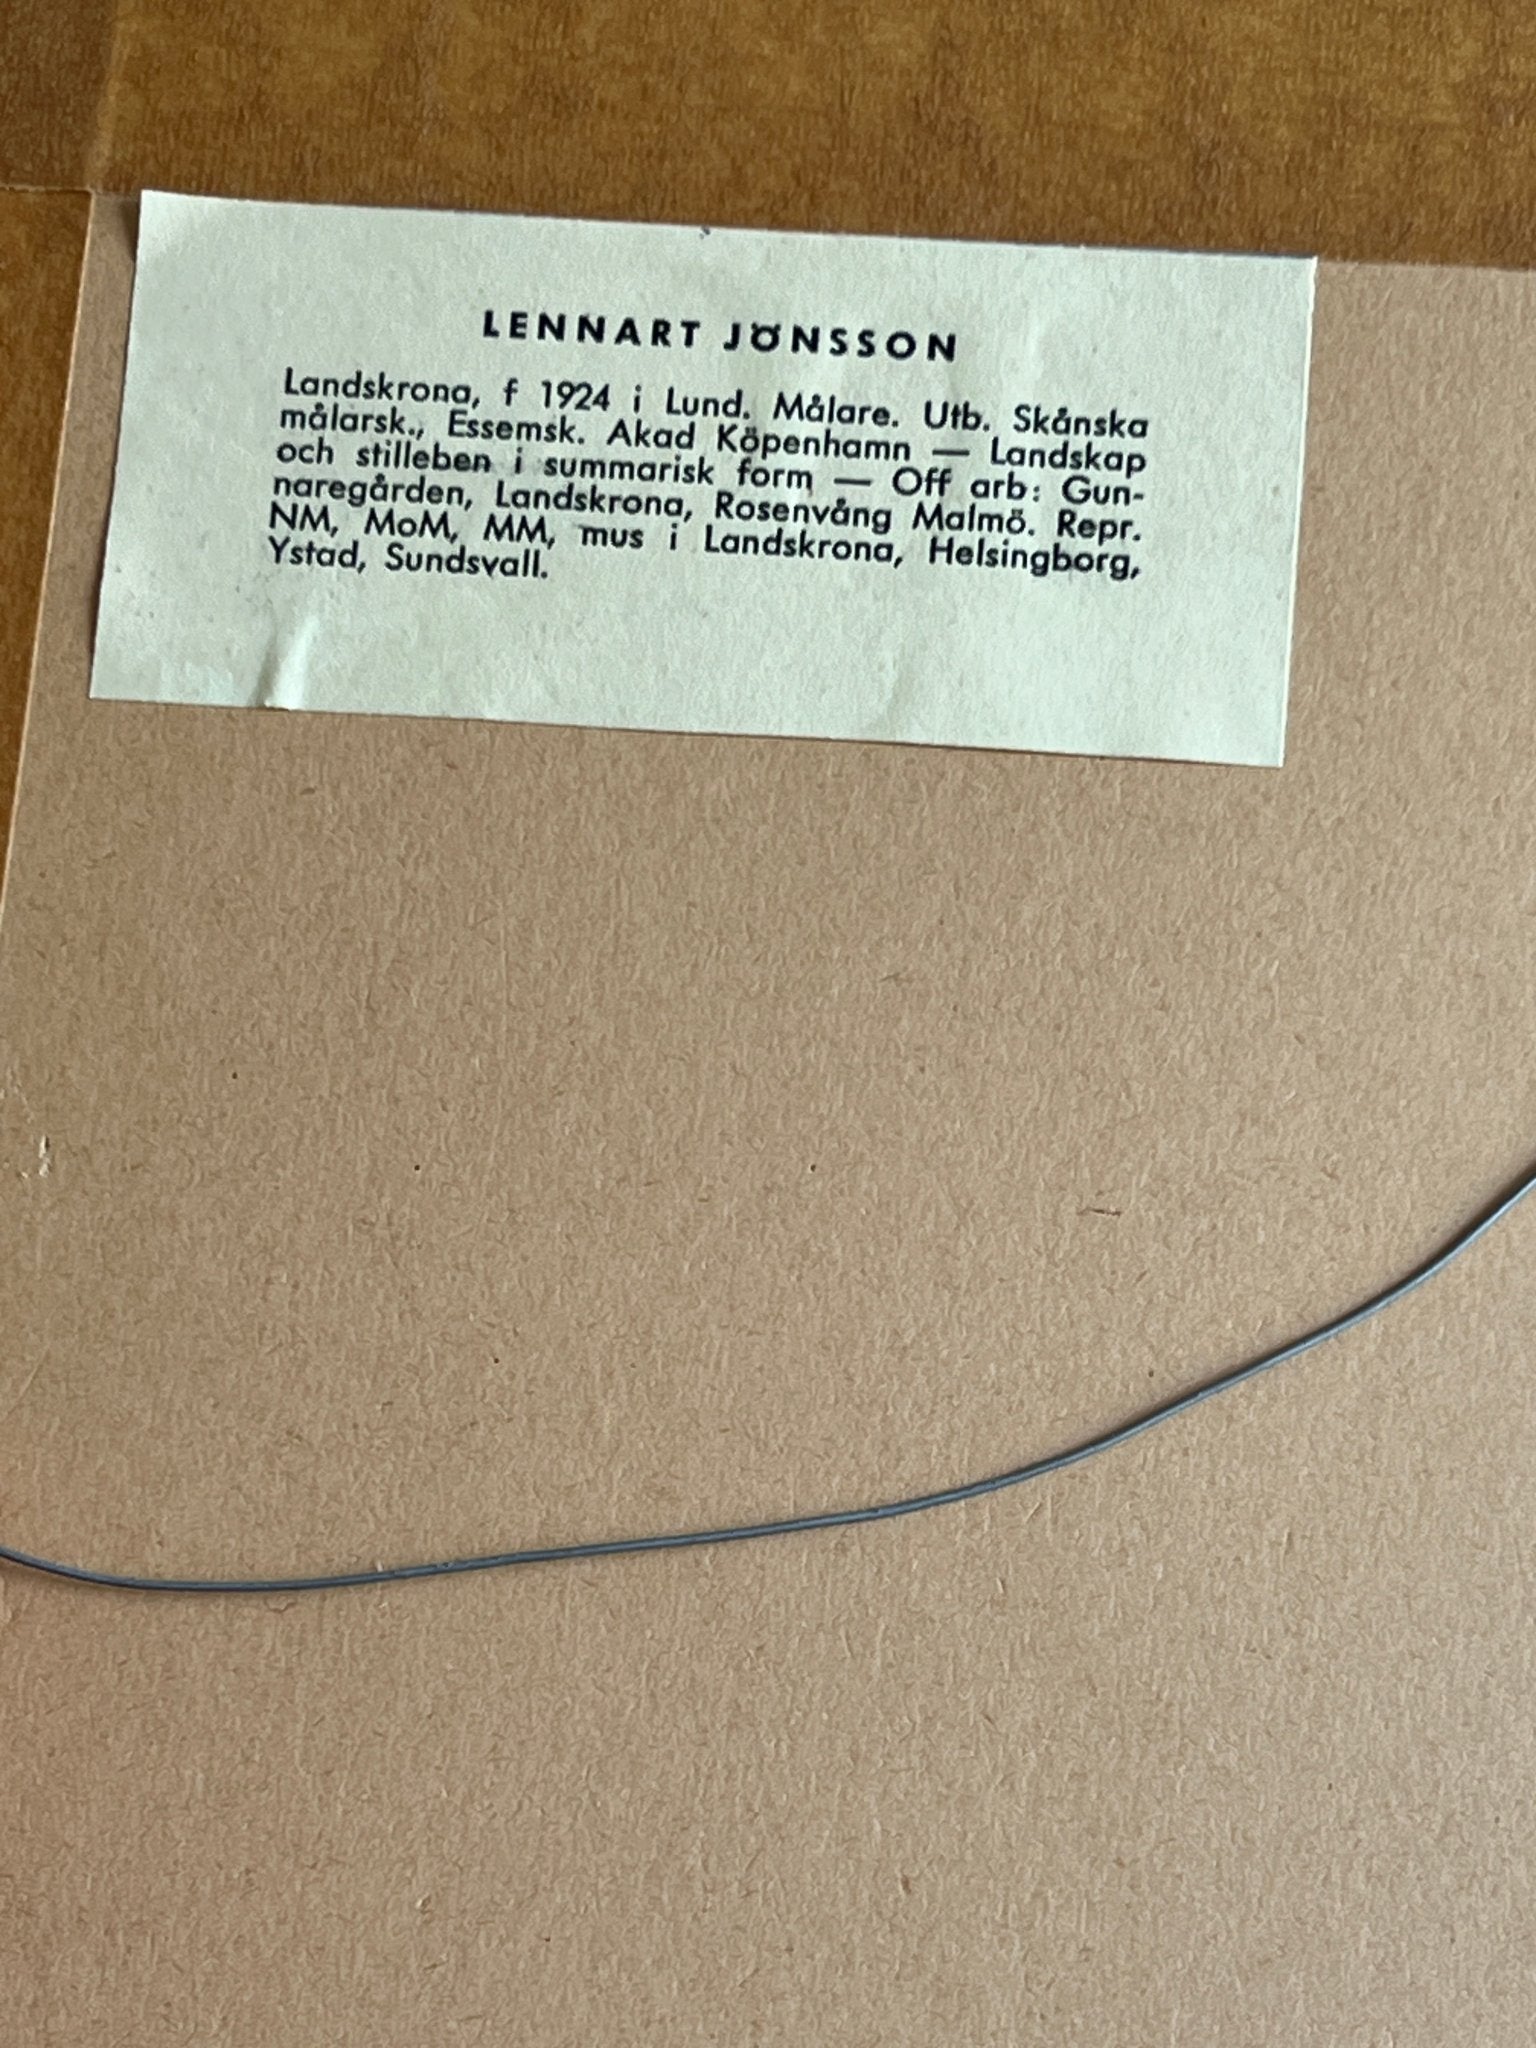 LENNART JÖNSSON
Landskrona, f 1924 i Lund. Målare. Utb. Skånska
målarsk., Essemsk. Akad Köpenhamn — Landskap
och stilleben i summarisk form — Off arb: Gun-
naregården, Landskrona, Rosenvång Malmö. Repr.
NM, MoM, MM, mus i Landskrona, Helsingborg,
Ystad, Sundsvall.